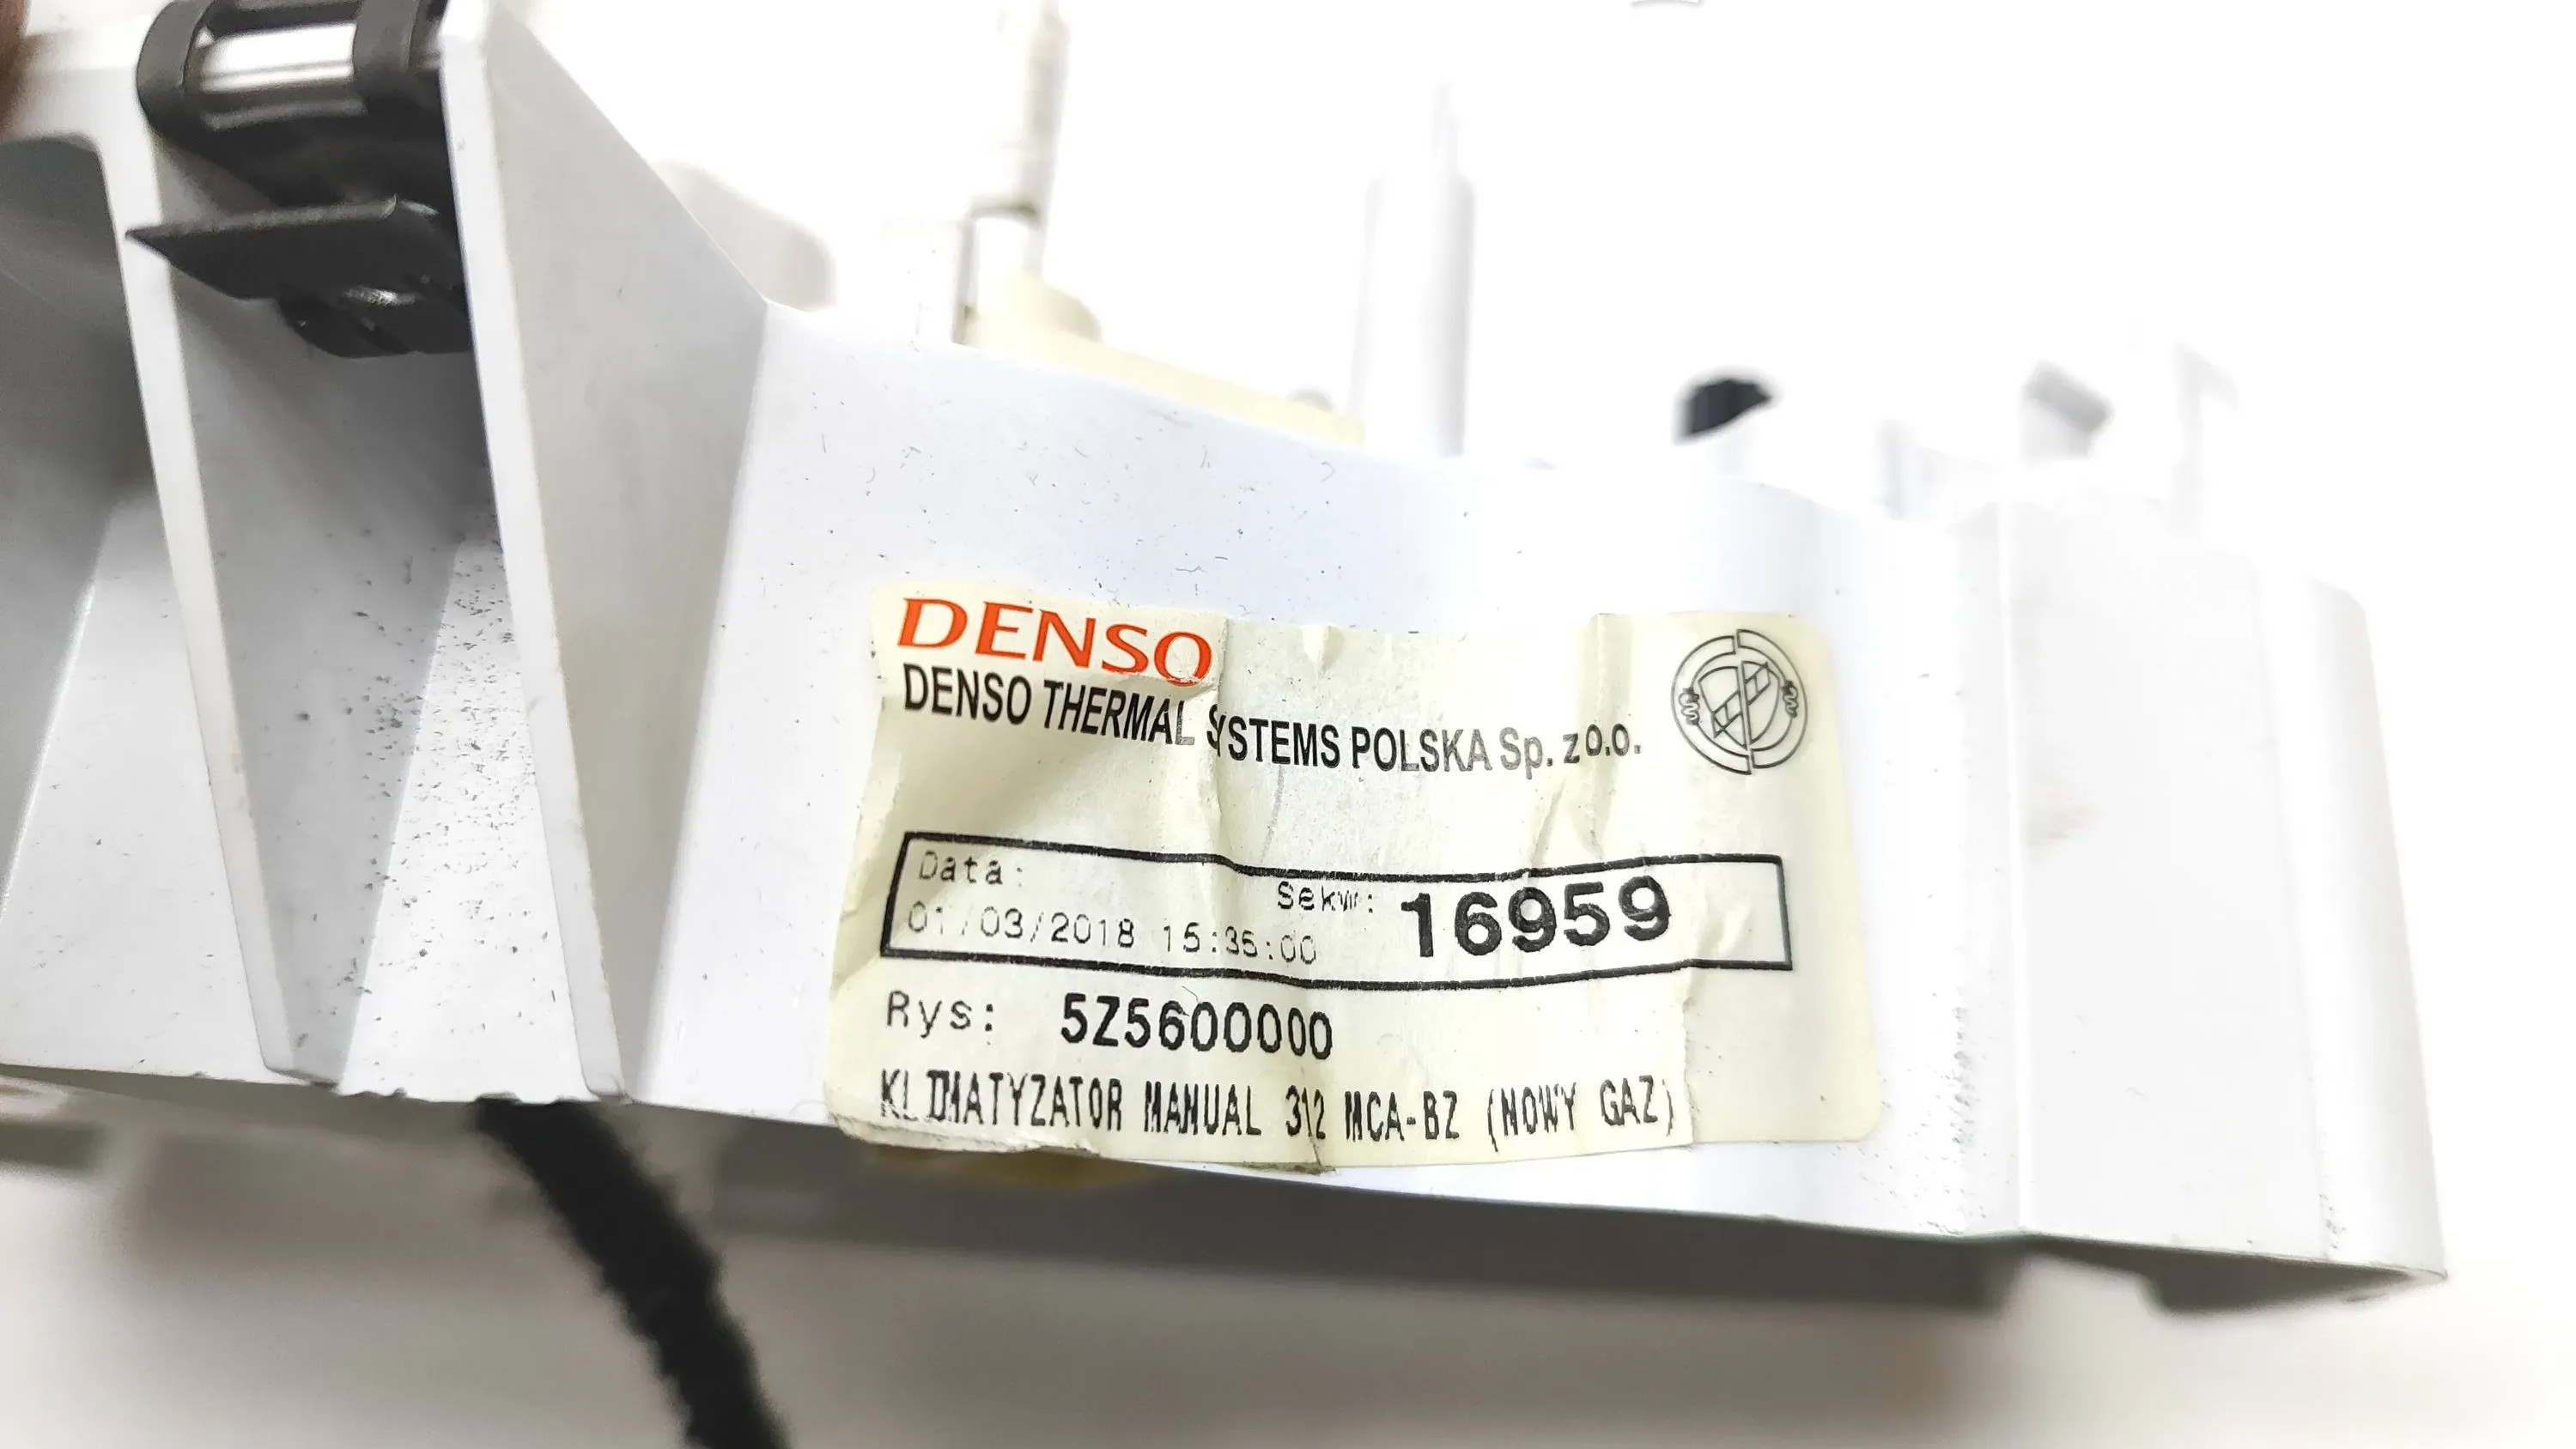 DENSO
DENSO THERMAL SYSTEMS POLSKA Sp. z o.o.
Data:
Sekw: 16959
01/03/2018 15:35:00
Rys: 5Z5600000
KLIMATYZATOR MANUAL 312 MCA-BZ (NOWY GAZ)